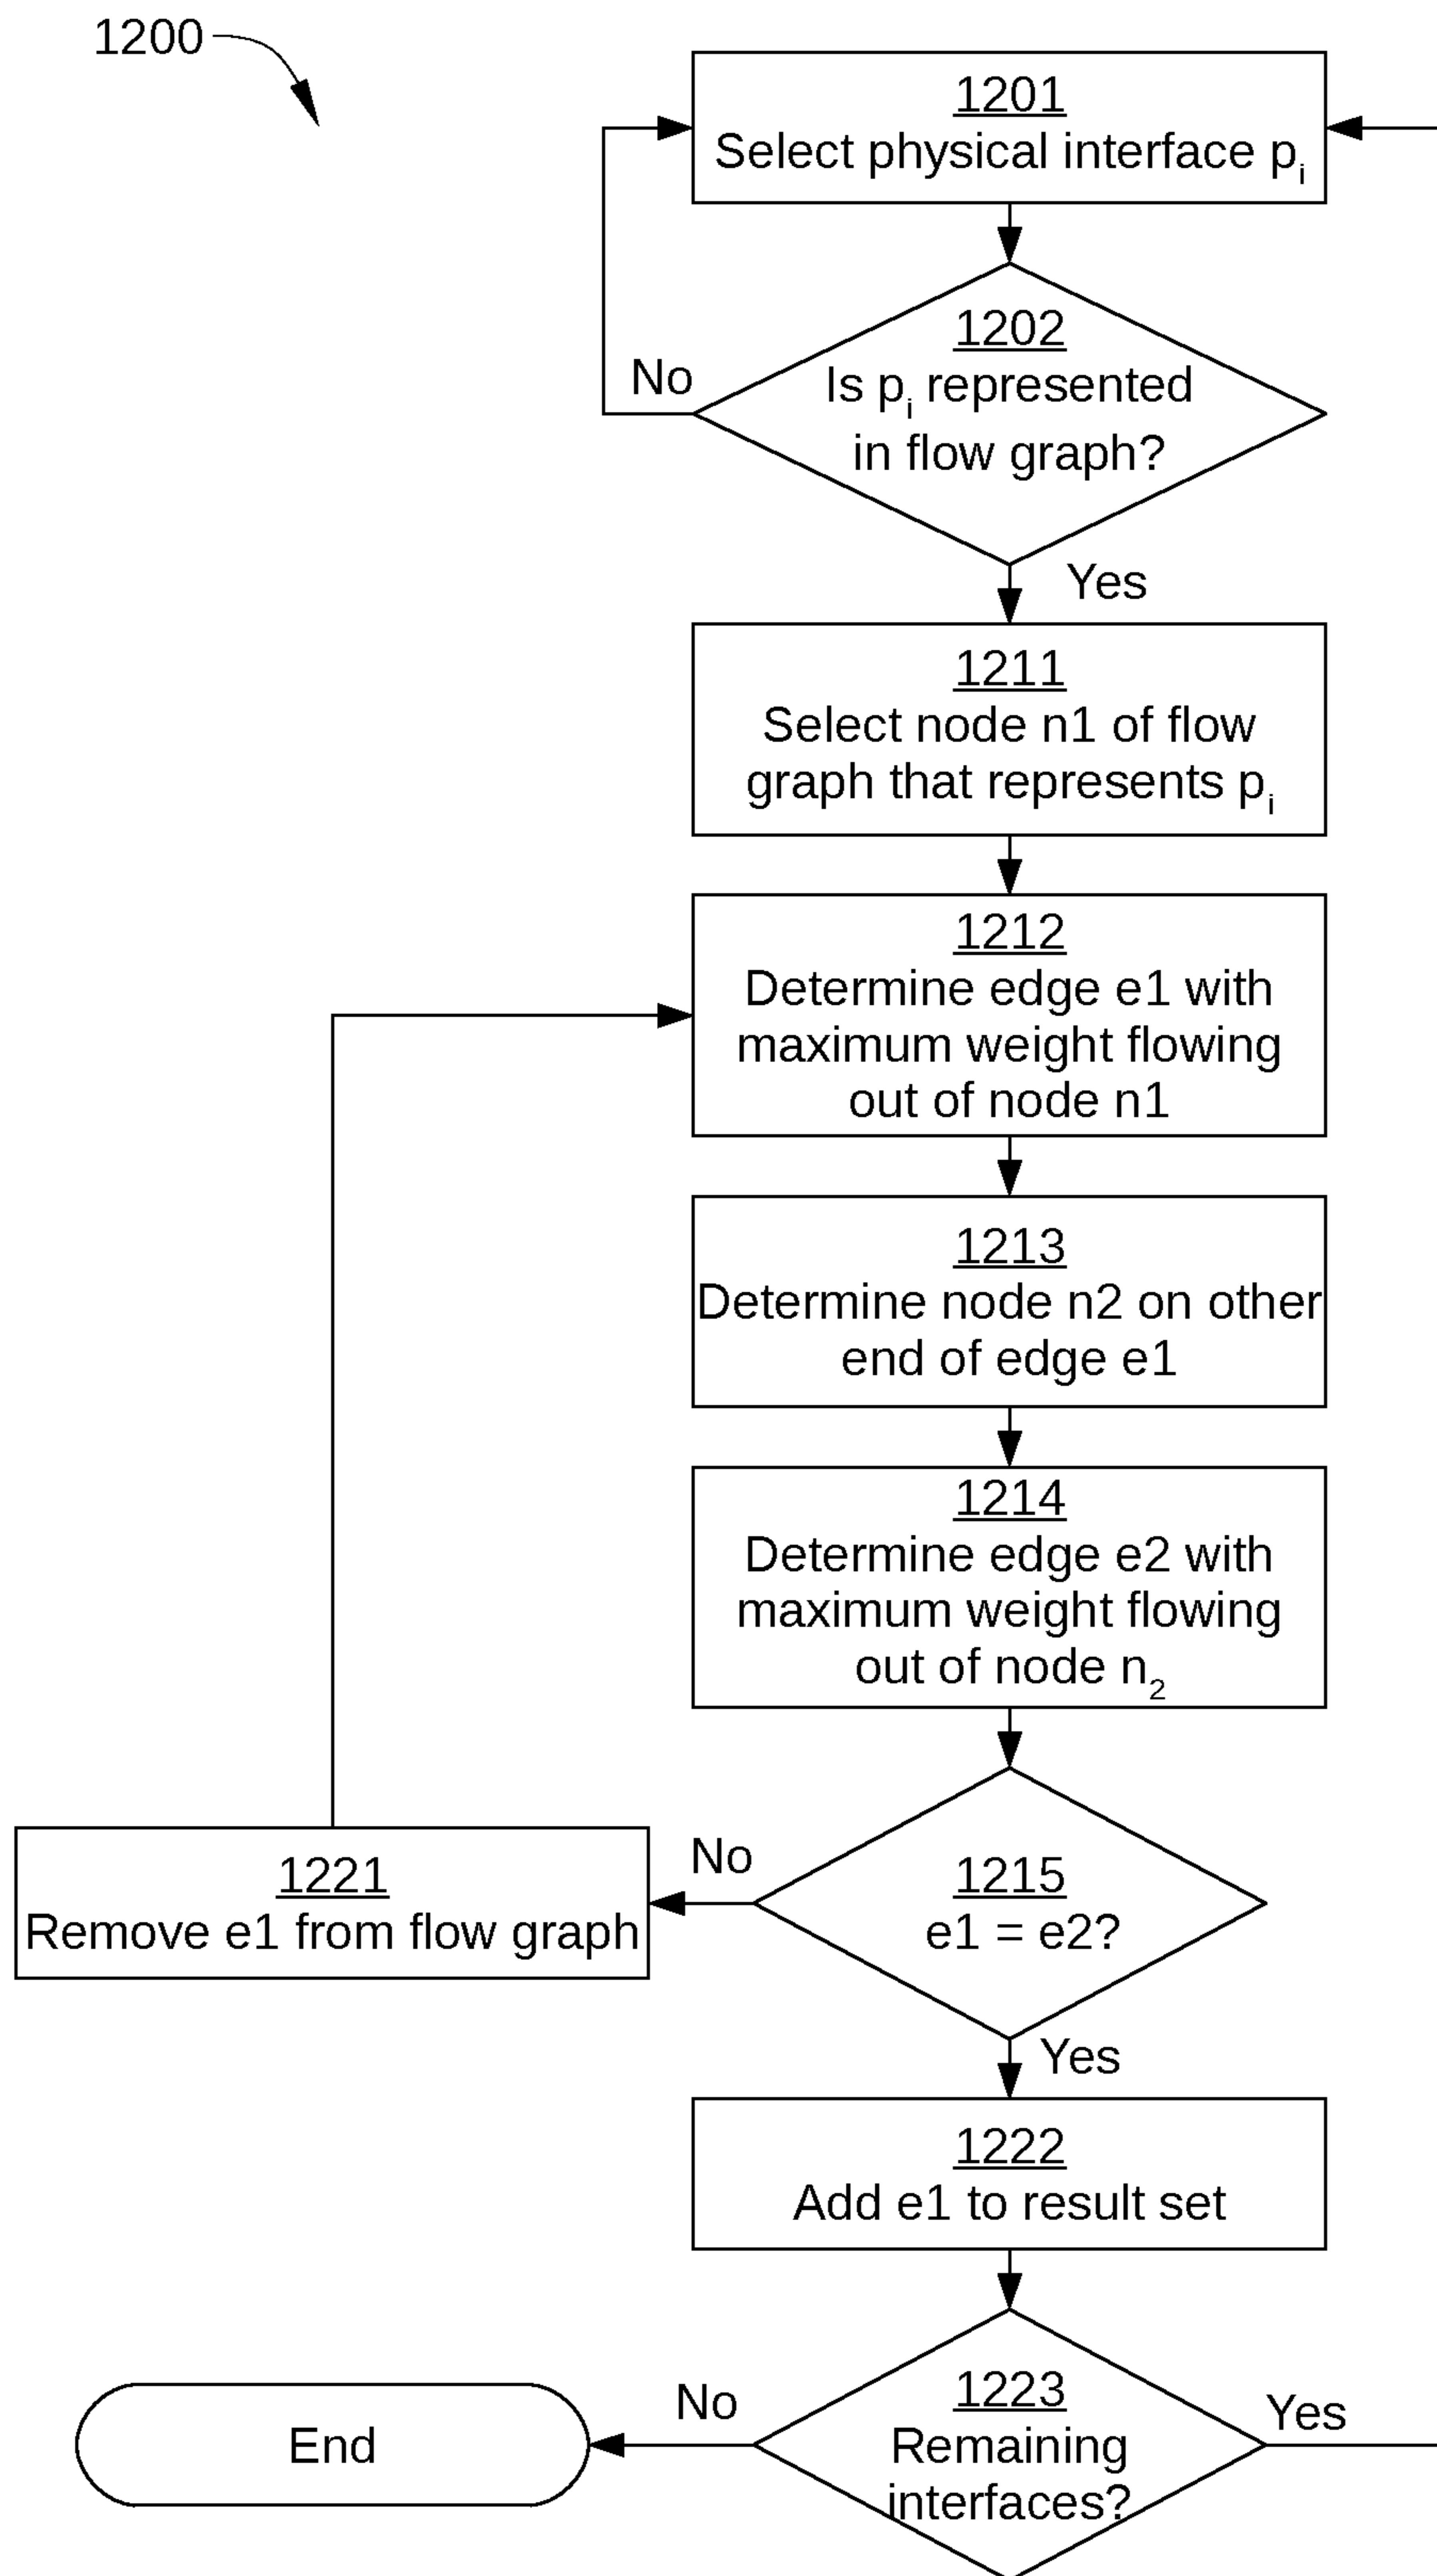 1200
1201
Select physical interface pᵢ
1202
Is pᵢ represented
in flow graph?
No
Yes
1211
Select node n1 of flow
graph that represents pᵢ
1212
Determine edge e1 with
maximum weight flowing
out of node n1
1213
Determine node n2 on other
end of edge e1
1214
Determine edge e2 with
maximum weight flowing
out of node n₂
1215
e1 = e2?
No
1221
Remove e1 from flow graph
Yes
1222
Add e1 to result set
1223
Remaining
interfaces?
No
Yes
End